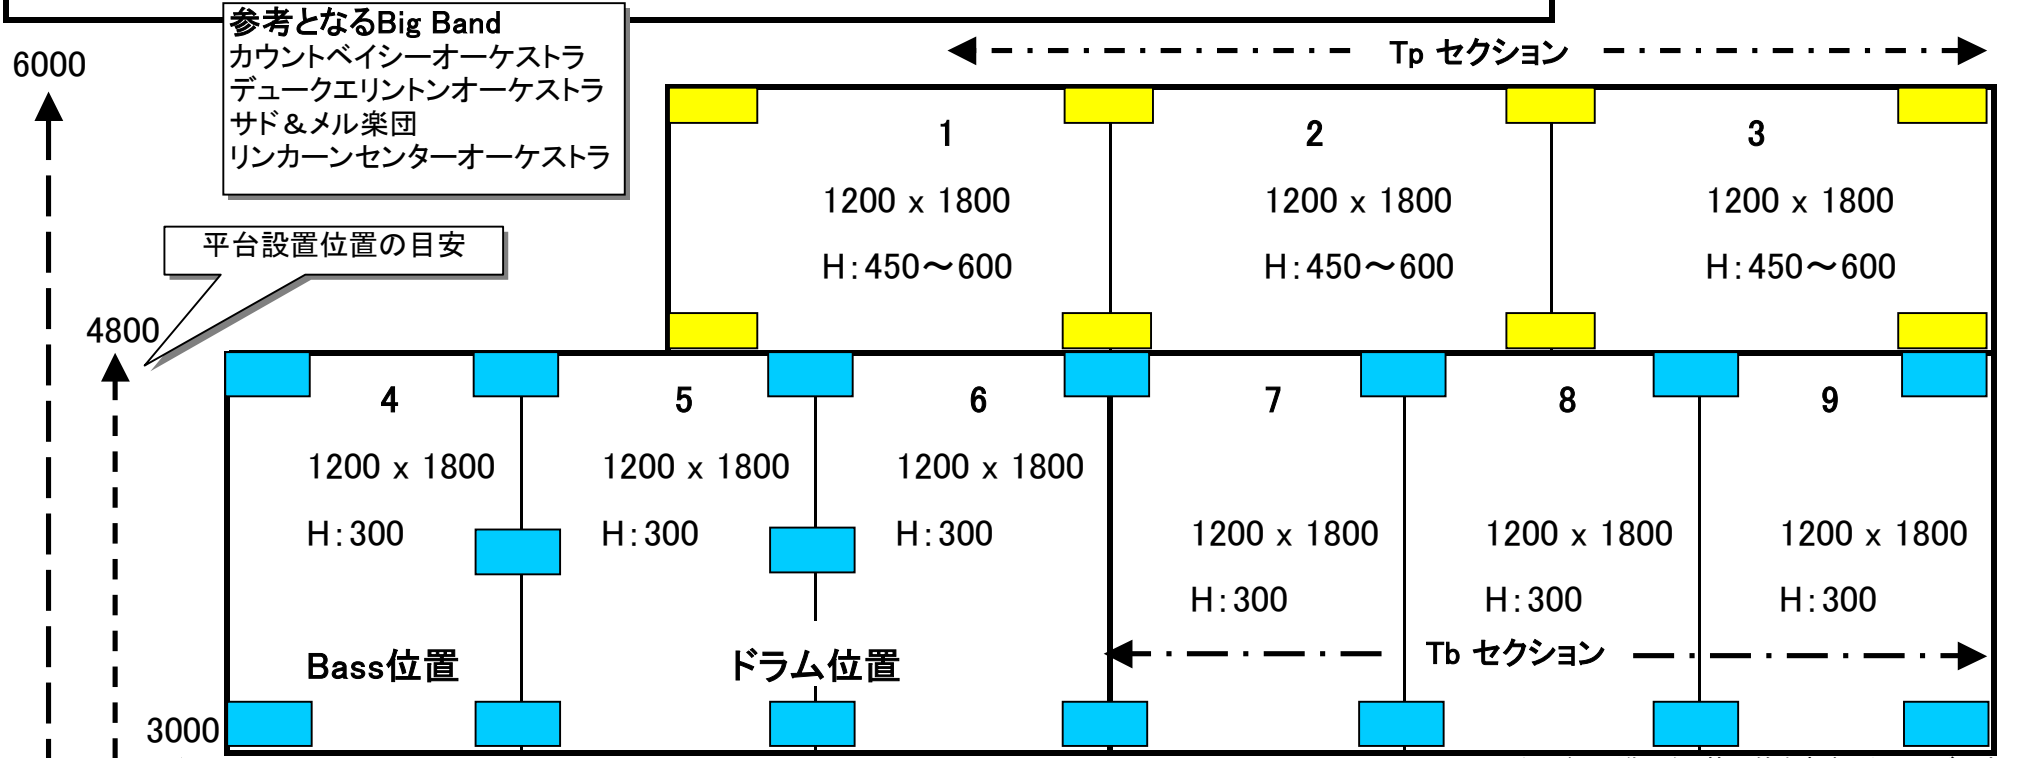 参考となるBig Band
カウントベイシーオーケストラ
デュークエリントンオーケストラ
サド＆メル楽団
リンカーンセンターオーケストラ
6000
Tp セクション
1
2
3
1200 x 1800
1200 x 1800
1200 x 1800
H:450～600
H:450～600
H:450～600
平台設置位置の目安
4800
4
5
6
7
8
9
1200 x 1800
1200 x 1800
1200 x 1800
H:300
H:300
H:300
1200 x 1800
1200 x 1800
1200 x 1800
H:300
H:300
H:300
Bass位置
ドラム位置
Tb セクション
3000